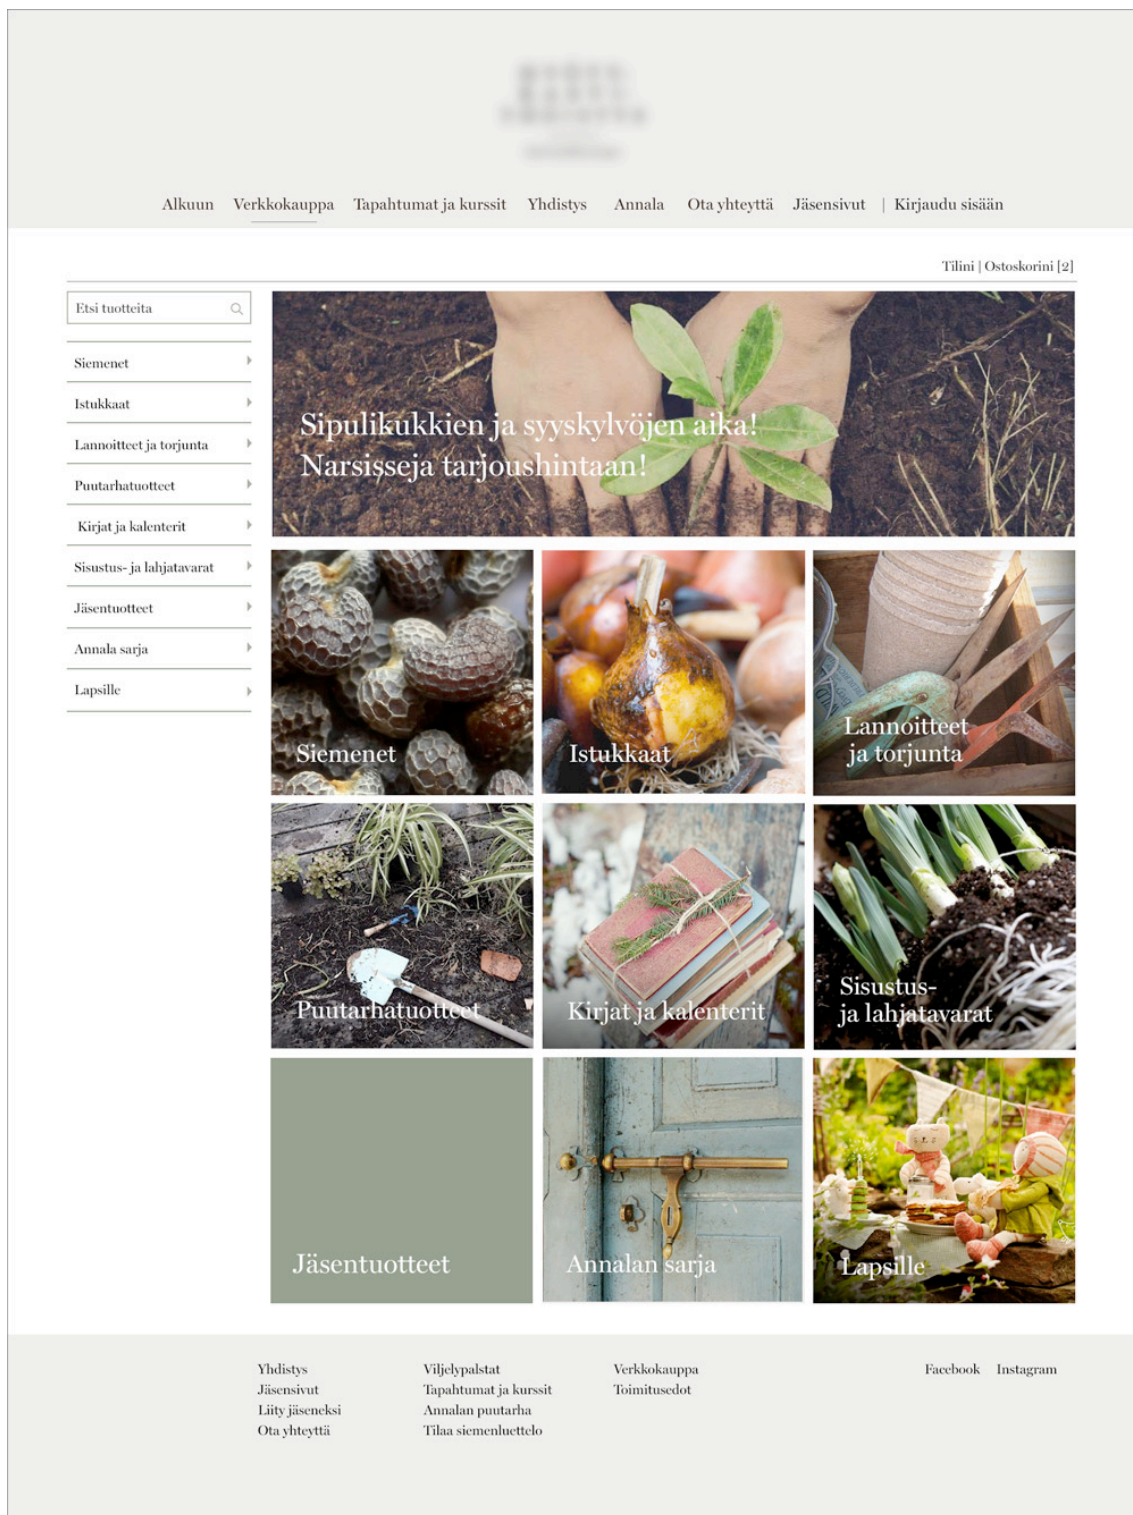 Alkuun Verkkokauppa Tapahtumat ja kurssit Yhdistys Annala Ota yhteyttä Jäsensivut | Kirjaudu sisään
Tilini | Ostoskorini [2]
Etsi tuotteita
Siemenet
Istukkaat
Lannoitteet ja torjunta
Puutarhatuotteet
Kirjat ja kalenterit
Sisustus- ja lahjatavarat
Jäsentuotteet
Annala sarja
Lapsille
Sipulikukkien ja syyskylvöjen aika!
Narsisseja tarjoushintaan!
Siemenet
Istukkaat
Lannoitteet
ja torjunta
Puutarhatuotteet
Kirjat ja kalenterit
Sisustus-
ja lahjatavarat
Jäsentuotteet
Annalan sarja
Lapsille
Yhdistys
Jäsensivut
Liity jäseneksi
Ota yhteyttä
Viljelypalstat
Tapahtumat ja kurssit
Annalan puutarha
Tilaa siemenluettelo
Verkkokauppa
Toimitusedot
Facebook Instagram